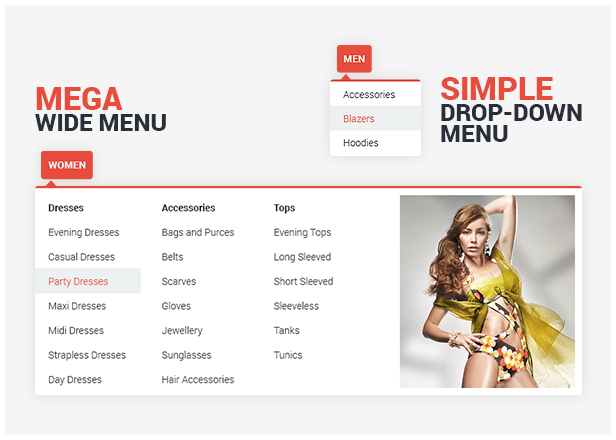 MEGA
WIDE MENU
MEN
Accessories
Blazers
Hoodies
SIMPLE
DROP-DOWN
MENU
WOMEN
Dresses
Evening Dresses
Casual Dresses
Party Dresses
Maxi Dresses
Midi Dresses
Strapless Dresses
Day Dresses
Accessories
Bags and Purces
Belts
Scarves
Gloves
Jewellery
Sunglasses
Hair Accessories
Tops
Evening Tops
Long Sleeved
Short Sleeved
Sleeveless
Tanks
Tunics